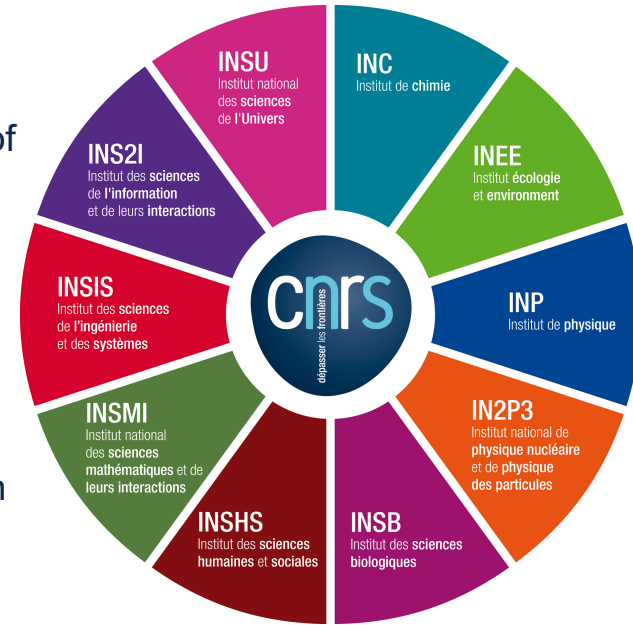 INSU
Institut national
des sciences
de l'Univers
INC
Institut de chimie
of
INS2I
Institut des sciences
de l'information
et de leurs interactions
INEE
Institut écologie
et environment
INSIS
Institut des sciences
de l'ingénierie
et des systèmes
cnrs
dépasser les frontières
INP
Institut de physique
INSMI
Institut national
des sciences
mathématiques et de
leurs interactions
IN2P3
Institut national de
physique nucléaire
et de physique
des particules
INSHS
Institut des sciences
humaines et sociales
INSB
Institut des sciences
biologiques